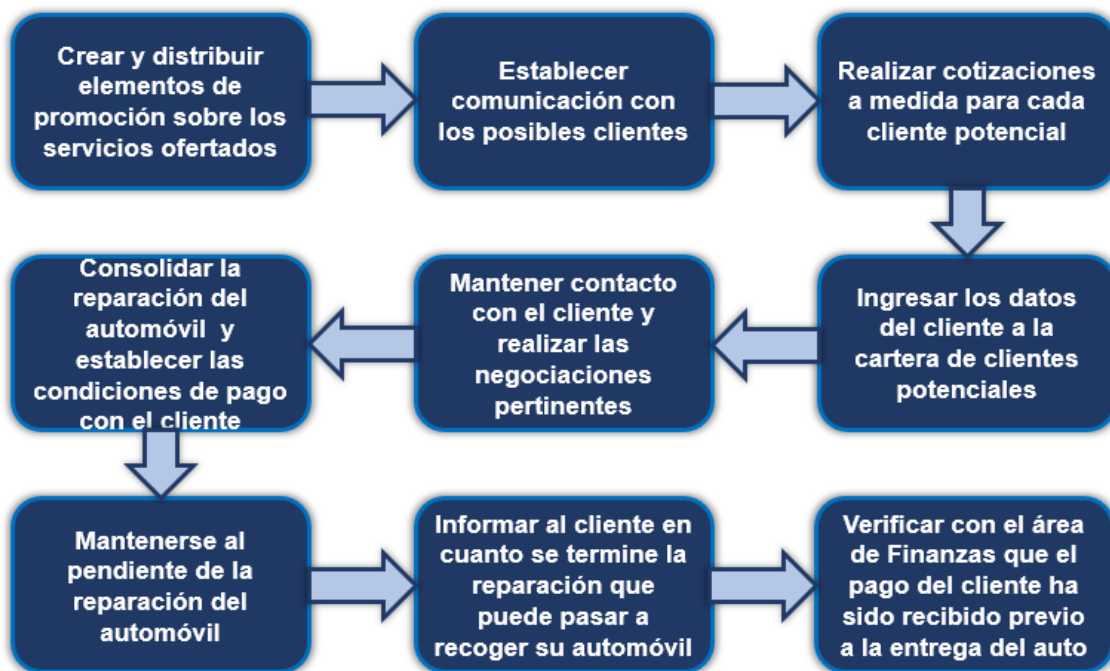 Crear y distribuir
elementos de
promoción sobre los
servicios ofertados
Establecer
comunicación con
los posibles clientes
Realizar cotizaciones
a medida para cada
cliente potencial
Ingresar los datos
del cliente a la
cartera de clientes
potenciales
Mantener contacto
con el cliente y
realizar las
negociaciones
pertinentes
Consolidar la
reparación del
automóvil y
establecer las
condiciones de pago
con el cliente
Mantenerse al
pendiente de la
reparación del
automóvil
Informar al cliente en
cuanto se termine la
reparación que
puede pasar a
recoger su automóvil
Verificar con el área
de Finanzas que el
pago del cliente ha
sido recibido previo
a la entrega del auto